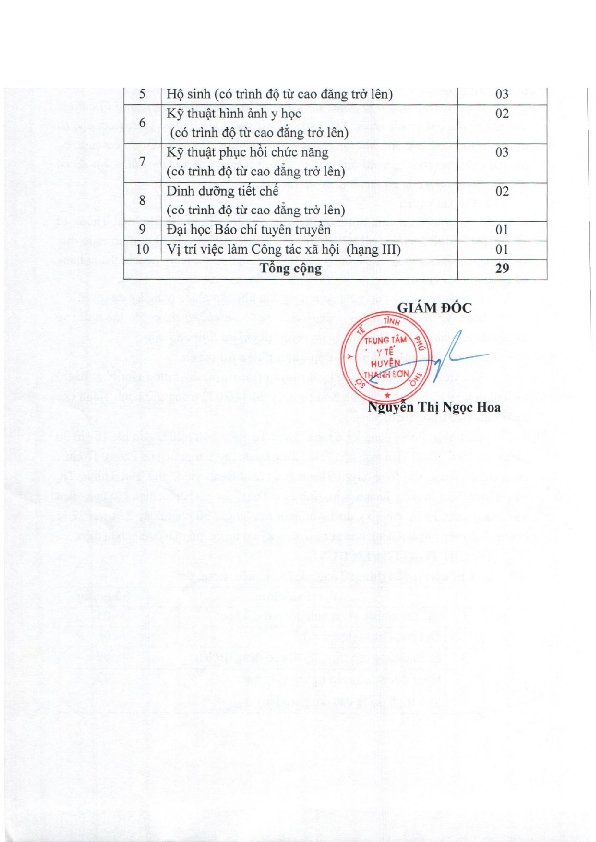 5 Hộ sinh (có trình độ từ cao đẳng trở lên) 03
6 Kỹ thuật hình ảnh y học 02
(có trình độ từ cao đẳng trở lên)
7 Kỹ thuật phục hồi chức năng 03
(có trình độ từ cao đẳng trở lên)
8 Dinh dưỡng tiết chế 02
(có trình độ từ cao đẳng trở lên)
9 Đại học Báo chí tuyên truyền 01
10 Vị trí việc làm Công tác xã hội (hạng III) 01
Tổng cộng 29
GIÁM ĐỐC
SỞ Y TẾ TỈNH PHÚ THỌ
TRUNG TÂM
Y TẾ
HUYỆN
THANH SƠN
Nguyễn Thị Ngọc Hoa